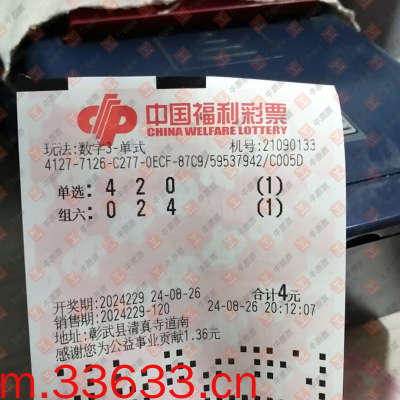 中国福利彩票
CHINA WELFARE LOTTERY
玩法:数字3-单式 机号:21090133
4127-7126-C277-0ECF-87C9/59537942/C005D
单选: 4 2 0 (1)
组六: 0 2 4 (1)
开奖期:2024229 24-08-26 合计4元
销售期:2024229-120 24-08-26 20:12:07
地址:彰武县清真寺道南
感谢您为公益事业贡献1.36元
m.33633.cn